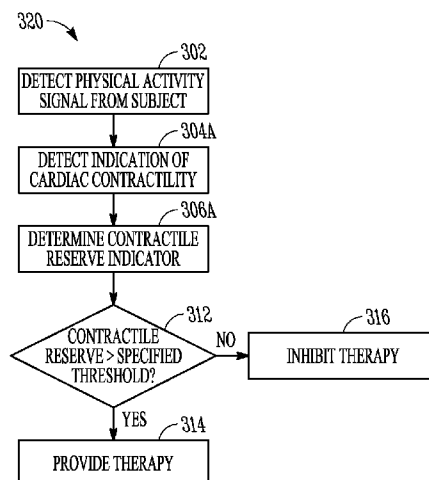 320
302
DETECT PHYSICAL ACTIVITY
SIGNAL FROM SUBJECT
304A
DETECT INDICATION OF
CARDIAC CONTRACTILITY
306A
DETERMINE CONTRACTILE
RESERVE INDICATOR
312
CONTRACTILE
RESERVE > SPECIFIED
THRESHOLD?
NO
316
INHIBIT THERAPY
YES
314
PROVIDE THERAPY